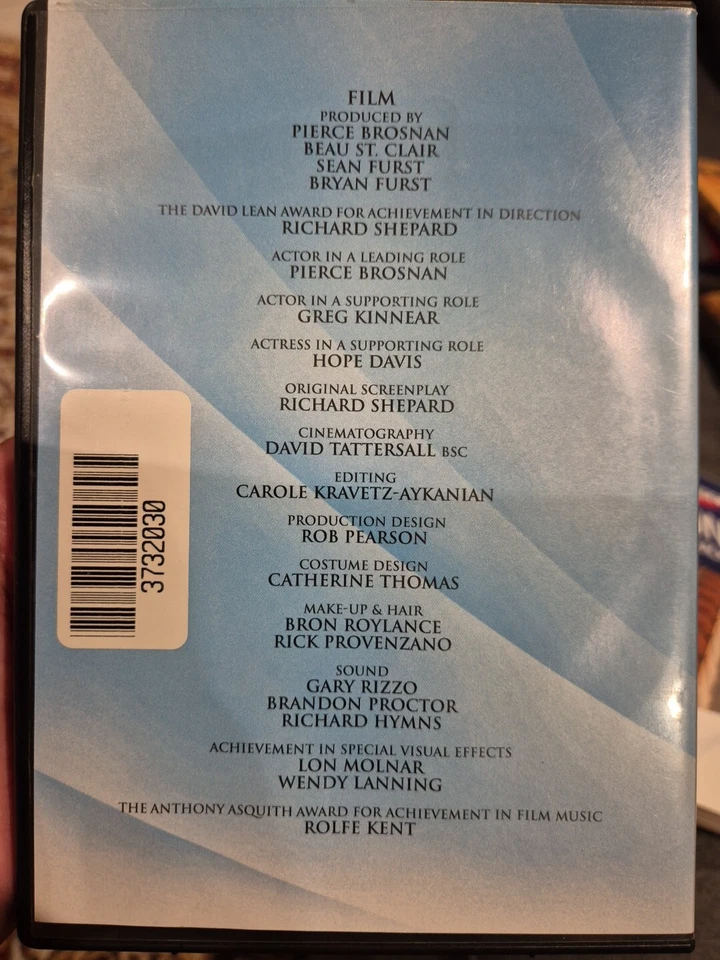 FILM
PRODUCED BY
PIERCE BROSNAN
BEAU ST. CLAIR
SEAN FURST
BRYAN FURST
THE DAVID LEAN AWARD FOR ACHIEVEMENT IN DIRECTION
RICHARD SHEPARD
ACTOR IN A LEADING ROLE
PIERCE BROSNAN
ACTOR IN A SUPPORTING ROLE
GREG KINNEAR
ACTRESS IN A SUPPORTING ROLE
HOPE DAVIS
ORIGINAL SCREENPLAY
RICHARD SHEPARD
CINEMATOGRAPHY
DAVID TATTERSALL BSC
EDITING
CAROLE KRAVETZ-AYKANIAN
PRODUCTION DESIGN
ROB PEARSON
COSTUME DESIGN
CATHERINE THOMAS
MAKE-UP & HAIR
BRON ROYLANCE
RICK PROVENZANO
SOUND
GARY RIZZO
BRANDON PROCTOR
RICHARD HYMNS
ACHIEVEMENT IN SPECIAL VISUAL EFFECTS
LON MOLNAR
WENDY LANNING
THE ANTHONY ASQUITH AWARD FOR ACHIEVEMENT IN FILM MUSIC
ROLFE KENT
3732030